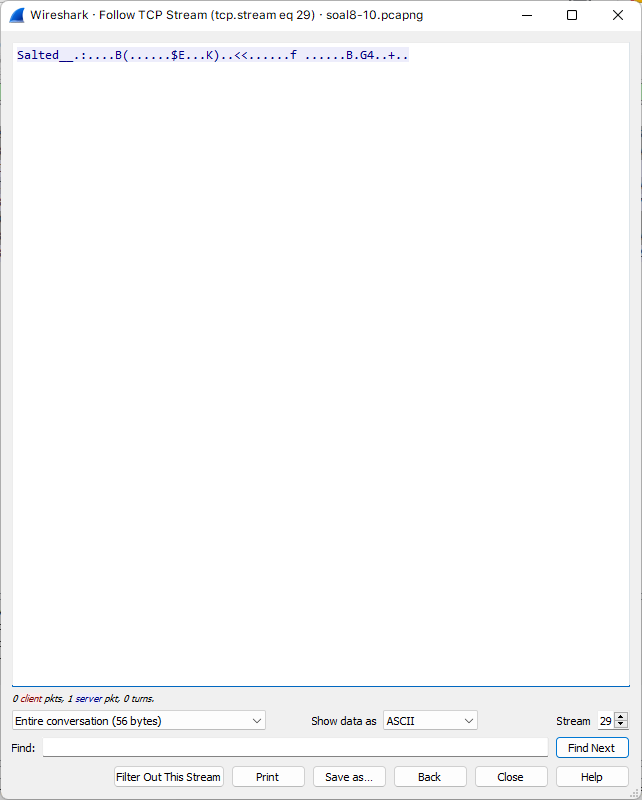 Wireshark · Follow TCP Stream (tcp.stream eq 29) · soal8-10.pcapng
Salted__.:....B(......$E...K)..<<......f ......B.G4..+..
0 client pkts, 1 server pkt, 0 turns.
Entire conversation (56 bytes) Show data as ASCII Stream 29
Find: Find Next
Filter Out This Stream Print Save as... Back Close Help